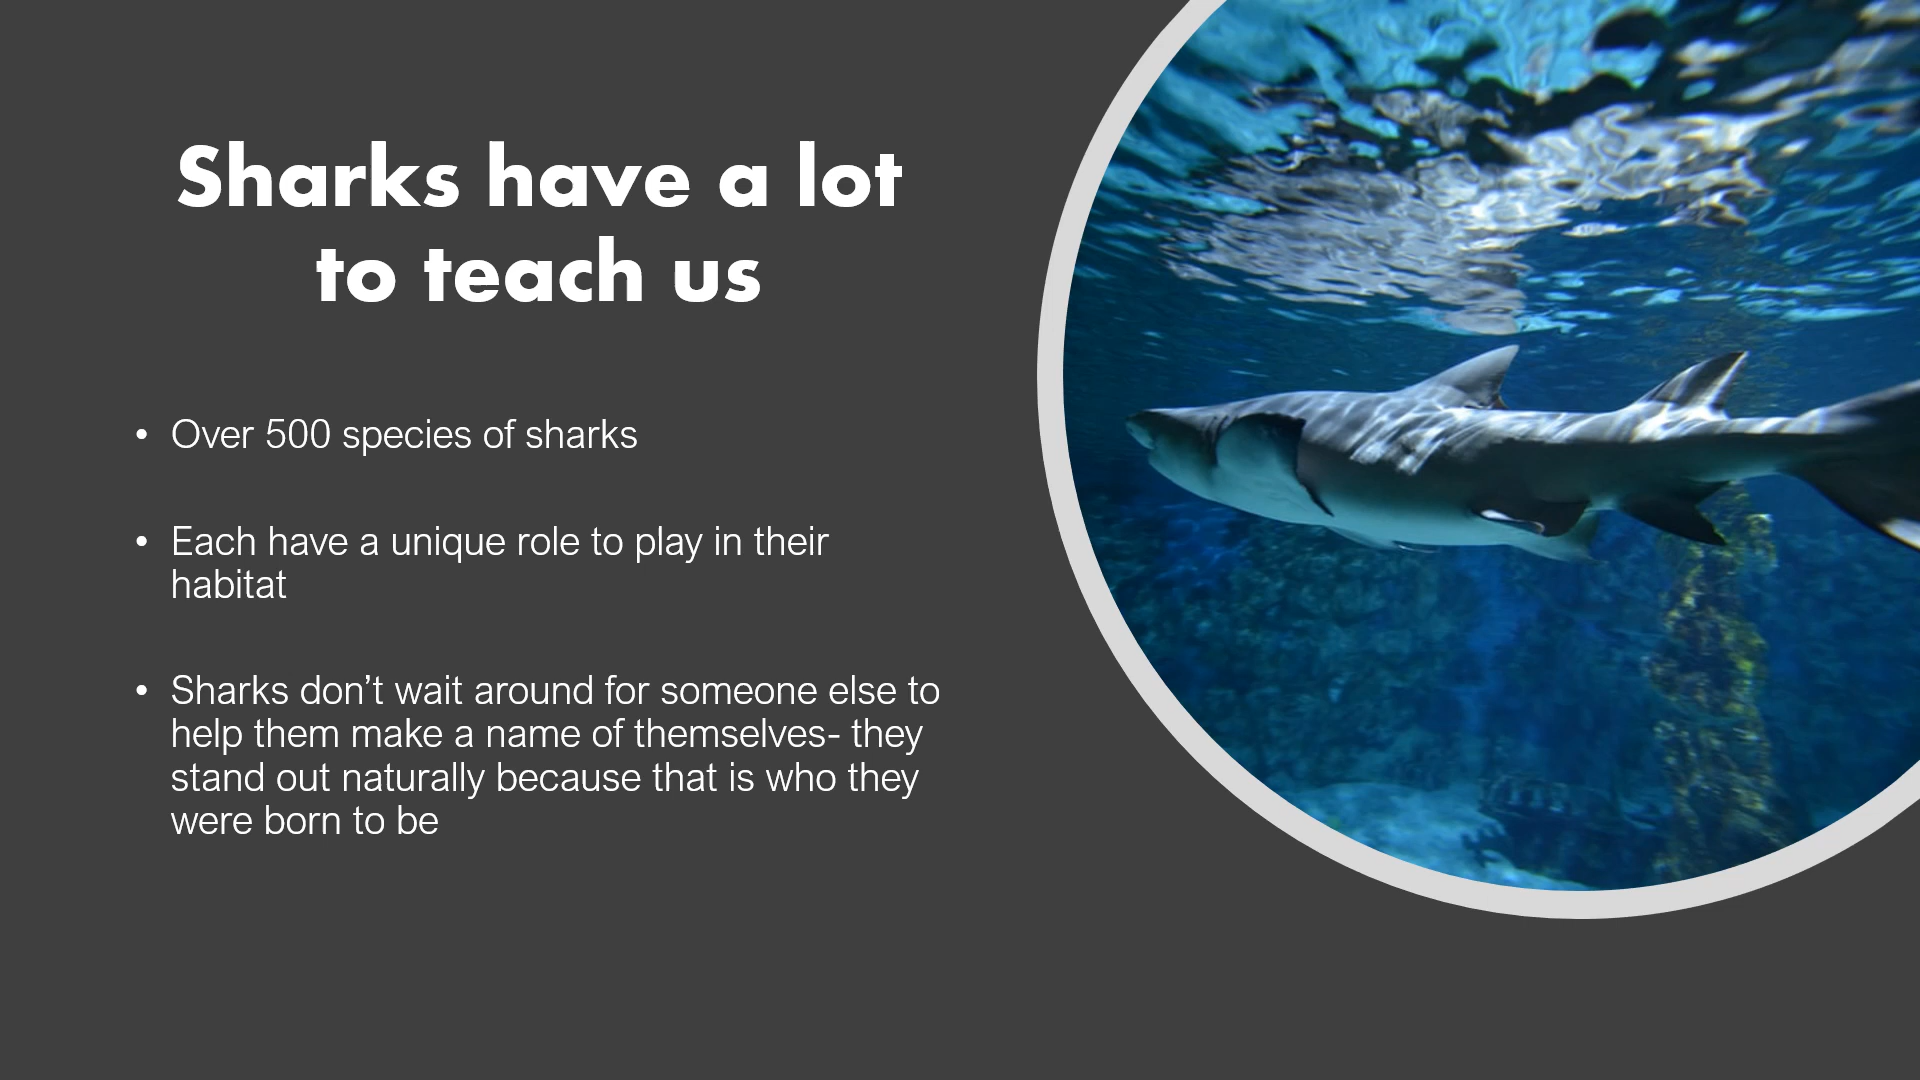 Sharks have a lot
to teach us
• Over 500 species of sharks
• Each have a unique role to play in their
habitat
• Sharks don’t wait around for someone else to
help them make a name of themselves- they
stand out naturally because that is who they
were born to be